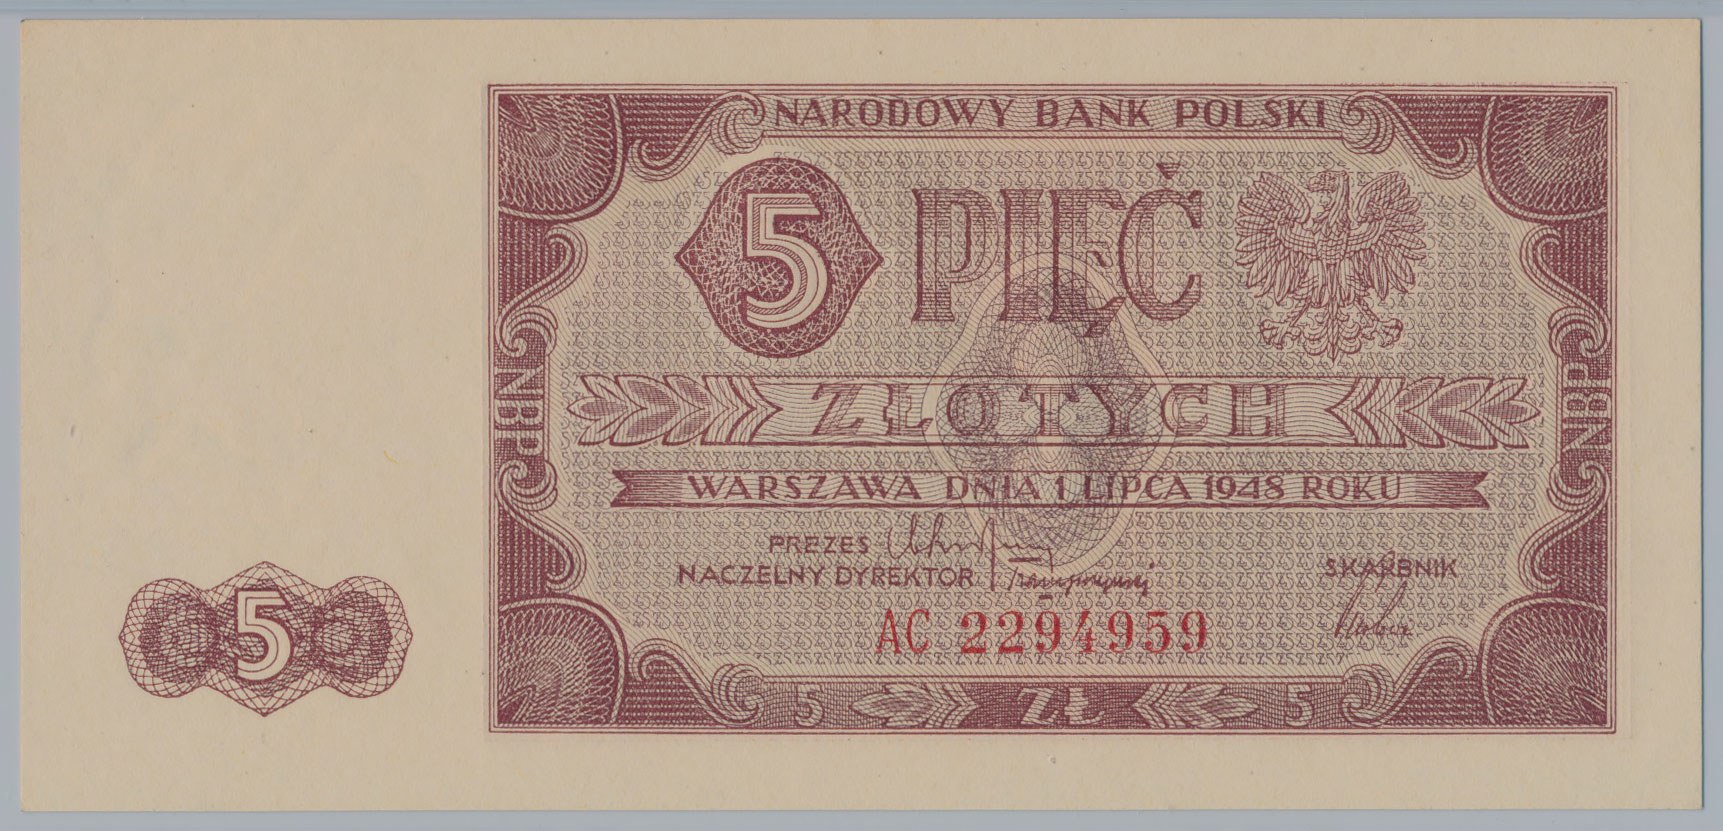 NARODOWY BANK POLSKI
5 PIĘĆ
ZŁOTYCH
WARSZAWA DNIA 1 LIPCA 1948 ROKU
PREZES
NACZELNY DYREKTOR
SKARBNIK
AC 2294959
5 ZŁ 5
NBP
NBP
5